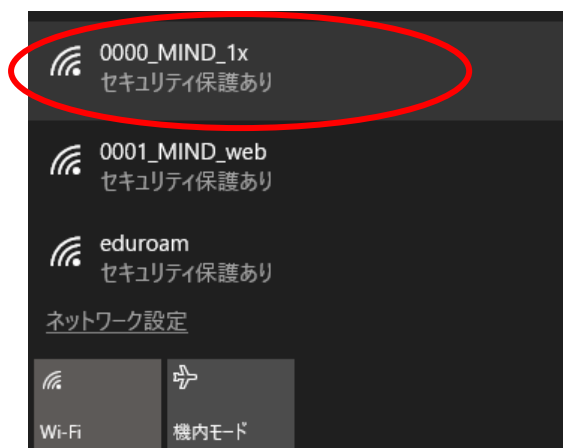 0000_MIND_1x
セキュリティ保護あり
0001_MIND_web
セキュリティ保護あり
eduroam
セキュリティ保護あり
ネットワーク設定
Wi-Fi
機内モード